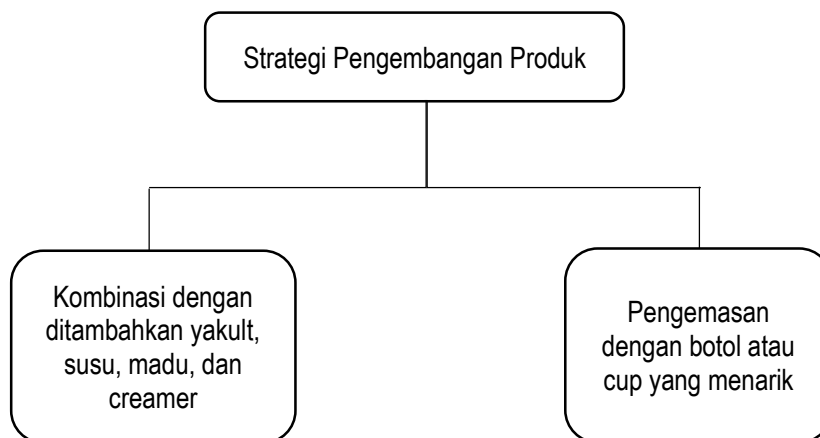 Strategi Pengembangan Produk
Kombinasi dengan
ditambahkan yakult,
susu, madu, dan
creamer
Pengemasan
dengan botol atau
cup yang menarik